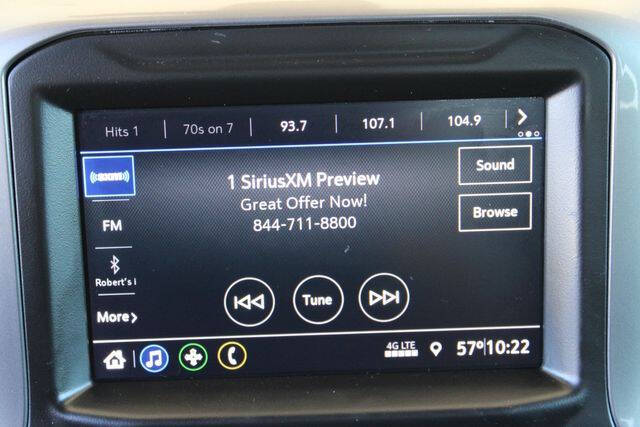 Hits 1 70s on 7 93.7 107.1 104.9 >
((SXM))
1 SiriusXM Preview
Great Offer Now!
844-711-8800
Sound
Browse
FM
Robert's i
More>
Tune
4G LTE
57° 10:22